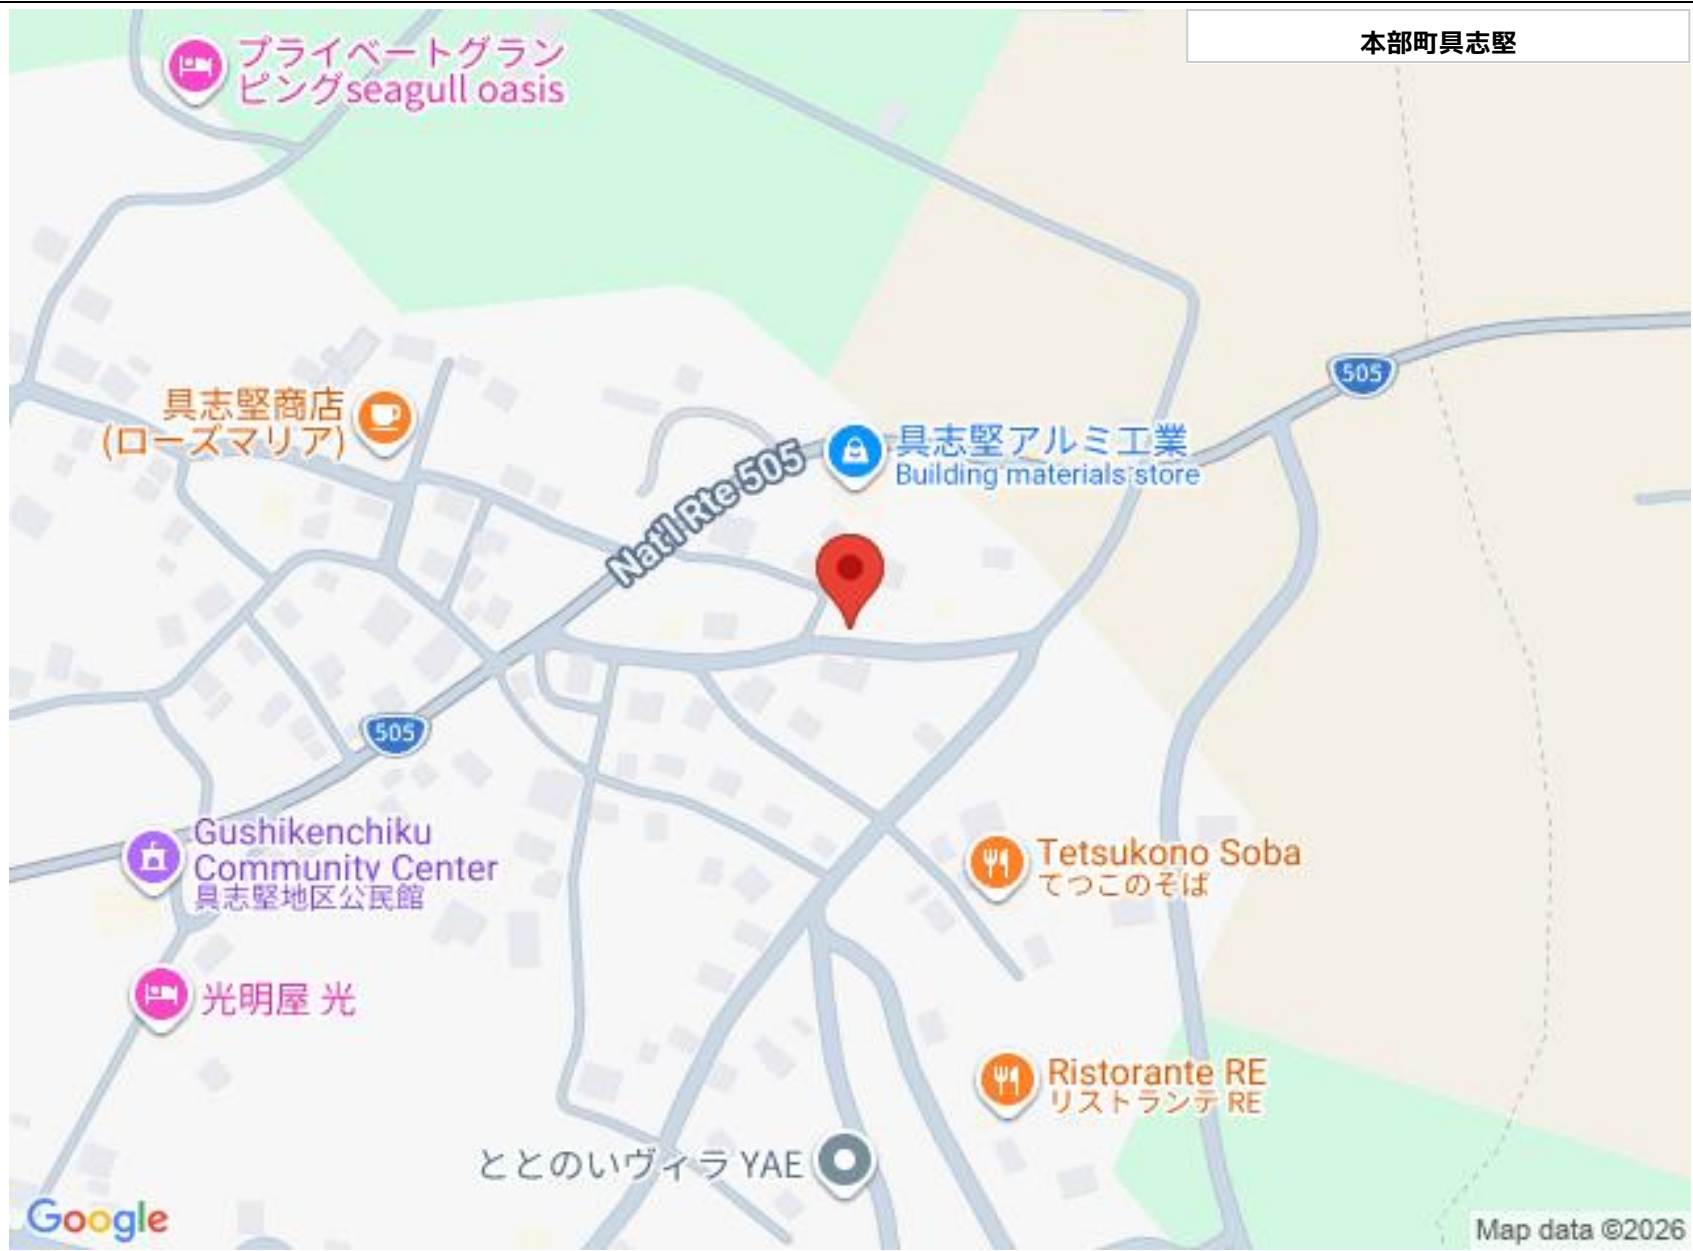 本部町具志堅
プライベートグラン
ピングseagull oasis
505
具志堅商店
(ローズマリア)
具志堅アルミ工業
Building materials store
Nat'l Rte 505
505
Gushikenchiku
Community Center
具志堅地区公民館
Tetsukono Soba
てつこのそば
光明屋 光
Ristorante RE
リストランテ RE
ととのいヴィラ YAE
Google
Map data ©2026